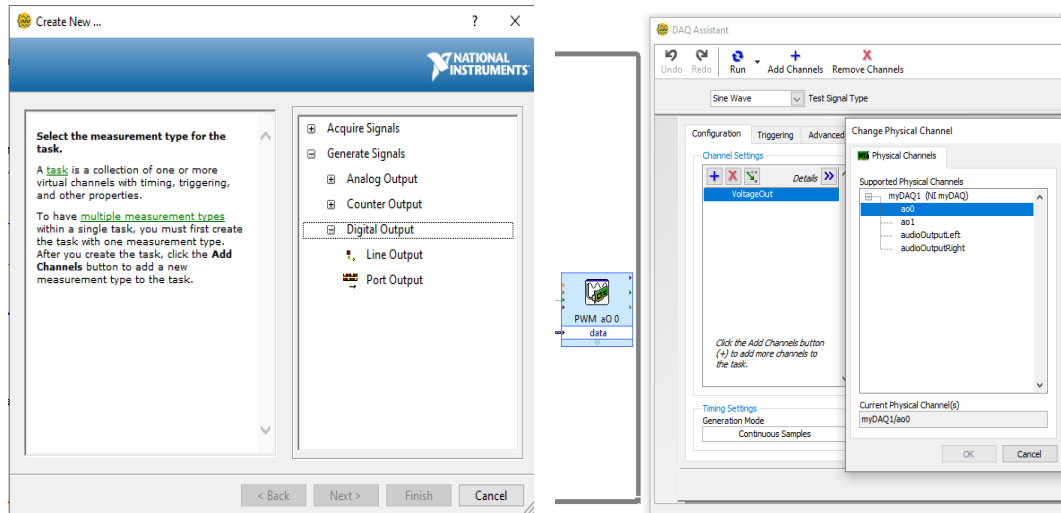 Create New ...
NATIONAL
INSTRUMENTS
Select the measurement type for the
task.
A task is a collection of one or more
virtual channels with timing, triggering,
and other properties.
To have multiple measurement types
within a single task, you must first create
the task with one measurement type.
After you create the task, click the Add
Channels button to add a new
measurement type to the task.
Acquire Signals
Generate Signals
Analog Output
Counter Output
Digital Output
Line Output
Port Output
< Back
Next >
Finish
Cancel
PWM aO 0
data
DAQ Assistant
Undo
Redo
Run
Add Channels
Remove Channels
Sine Wave
Test Signal Type
Configuration
Triggering
Advanced
Channel Settings
Details
VoltageOut
Click the Add Channels button
(+) to add more channels to
the task.
Timing Settings
Generation Mode
Continuous Samples
Change Physical Channel
Physical Channels
Supported Physical Channels
myDAQ1 (NI myDAQ)
ao0
ao1
audioOutputLeft
audioOutputRight
Current Physical Channel(s)
myDAQ1/ao0
OK
Cancel